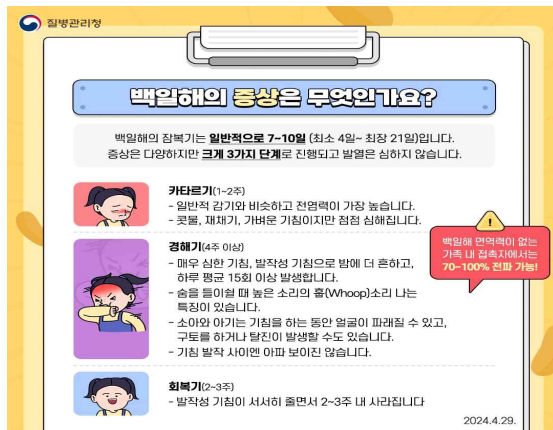 질병관리청
백일해의 증상은 무엇인가요?
백일해의 잠복기는 일반적으로 7~10일 (최소 4일~ 최장 21일)입니다.
증상은 다양하지만 크게 3가지 단계로 진행되고 발열은 심하지 않습니다.
카타르기(1~2주)
- 일반적 감기와 비슷하고 전염력이 가장 높습니다.
- 콧물, 재채기, 가벼운 기침이지만 점점 심해집니다.
백일해 면역력이 없는
가족 내 접촉자에서는
70~100% 전파 가능!
경해기(4주 이상)
- 매우 심한 기침, 발작성 기침으로 밤에 더 흔하고,
하루 평균 15회 이상 발생합니다.
- 숨을 들이쉴 때 높은 소리의 훕(Whoop)소리 나는
특징이 있습니다.
- 소아와 아기는 기침을 하는 동안 얼굴이 파래질 수 있고,
구토를 하거나 탈진이 발생할 수도 있습니다.
- 기침 발작 사이엔 아파 보이진 않습니다.
회복기(2~3주)
- 발작성 기침이 서서히 줄면서 2~3주 내 사라집니다
2024.4.29.